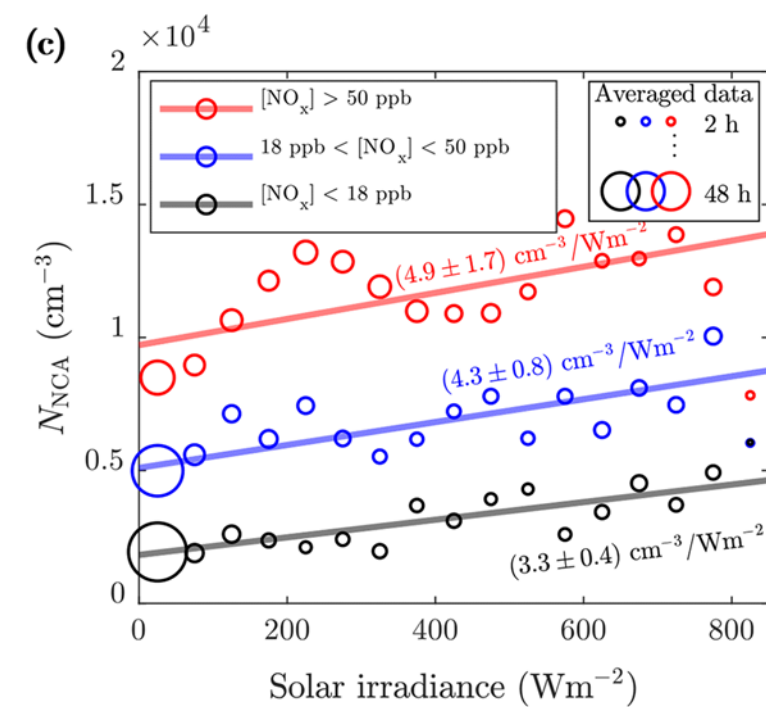 (c)
×10⁴
2
1.5
1
0.5
0
N_NCA (cm⁻³)
[NOₓ] > 50 ppb
18 ppb < [NOₓ] < 50 ppb
[NOₓ] < 18 ppb
Averaged data
2 h
48 h
(4.9 ± 1.7) cm⁻³/Wm⁻²
(4.3 ± 0.8) cm⁻³/Wm⁻²
(3.3 ± 0.4) cm⁻³/Wm⁻²
0 200 400 600 800
Solar irradiance (Wm⁻²)